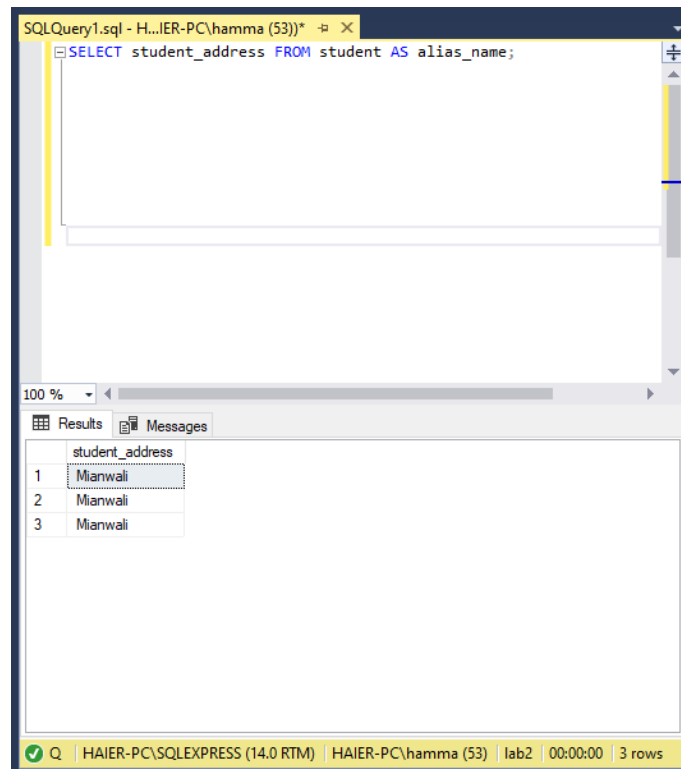 SQLQuery1.sql - H...IER-PC\hamma (53))*
SELECT student_address FROM student AS alias_name;
100 %
Results Messages
student_address
1 Mianwali
2 Mianwali
3 Mianwali
Q HAIER-PC\SQLEXPRESS (14.0 RTM) HAIER-PC\hamma (53) lab2 00:00:00 3 rows